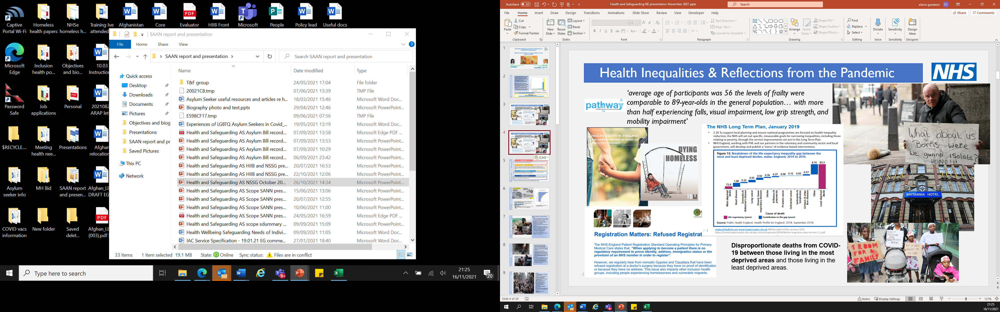 Captive
Portal Wi-Fi
Homeless
health papers
NHSe
homeless h...
Training lve
attended...
Afghanistan
Core
Evaluator
HIIB Front
Microsoft
People
Policy lead
Useful docs
Microsoft
Edge
Inclusion
health po...
Objectives
and bio...
10.03
Instruction
Password
Safe
Job
applications
Personal
2021082
ARAP let
$RECYCLE....
Meeting
health nee...
Presentations
Afghan
relocation
Asylum
seeker info
MH Bid
SAAN report
and presen...
Afghan_LE
DRAFT EG
COVID vacs
information
New folder
Saved
delet...
Afghan_LE
(003).pdf
SAAN report and presentation
File
Home
Share
View
SAAN report and presentation
Search SAAN report and presentation
Name
Date modified
Type
Quick access
Desktop
Downloads
Documents
Pictures
Objectives and biog
Presentations
SAAN report and pr
Saved Pictures
This PC
Network
T&F group 24/05/2021 17:04 File folder
20021C8.tmp 07/06/2021 13:39 TMP File
Asylum Seeker useful resources and articles re h... 18/03/2021 15:46 Microsoft Word Doc...
Biography photo and text.pptx 29/04/2021 12:46 Microsoft PowerPoint...
E598CF17.tmp 09/06/2021 07:56 TMP File
Experiences of LGBTQ Asylum Seekers in Covid_... 19/05/2021 13:19 Microsoft Word Doc...
Health and Safeguarding AS Asylum Bill record... 07/09/2021 13:58 Microsoft Edge PDF ...
Health and Safeguarding AS Asylum Bill record... 07/09/2021 13:53 Microsoft PowerPoint...
Health and Safeguarding AS Asylum Bill record... 07/09/2021 10:29 Microsoft PowerPoint...
Health and Safeguarding AS Asylum Bill record... 06/09/2021 23:42 Microsoft PowerPoint...
Health and Safeguarding AS HIIB and NSSG pre... 20/07/2021 16:53 Microsoft PowerPoint...
Health and Safeguarding AS HIIB and NSSG pre... 22/10/2021 12:06 Microsoft PowerPoint...
Health and Safeguarding AS NSSG October 20... 26/10/2021 14:34 Microsoft PowerPoint...
Health and Safeguarding AS Scope SANN pres... 15/06/2021 13:06 Microsoft PowerPoint...
Health and Safeguarding AS Scope SANN pres... 20/07/2021 12:55 Microsoft PowerPoint...
Health and Safeguarding AS Scope SANN pres... 10/06/2021 11:00 Microsoft PowerPoint...
Health and Safeguarding AS Scope SANN pres... 24/05/2021 16:59 Microsoft Edge PDF ...
Health and Safeguarding AS scope sdummary ... 09/09/2021 15:09 Microsoft PowerPoint...
Health Wellbeing Safeguarding Needs of Indivi... 09/09/2021 11:05 Microsoft Word Doc...
IAC Service Specification - 19.01.21 EG comme... 27/01/2021 18:40 Microsoft Word Doc...
33 items 1 item selected 19.1 MB State: Online Sync status: Files are in conflict
Type here to search
9+
21:25
16/11/2021
20
AutoSave Off
Health and Safeguarding NE presentation November 2021.pptx
Search
elaine goodwin EG
File Home Insert Draw Design Transitions Animations Slide Show Review View Developer Help
Share Comments
Paste
Cut
Copy
Format Painter
Clipboard
New
Slide
Reuse
Slides
Layout
Reset
Section
Slides
14
Font
Text Direction
Align Text
Convert to SmartArt
Paragraph
Arrange
Quick
Styles
Shape Fill
Shape Outline
Shape Effects
Drawing
Find
Replace
Select
Editing
Dictate
Voice
Sensitivity
Sensitivity
Design
Ideas
Designer
1
2
3
4
5
6
7
8
9
(Ctrl)
Health Inequalities & Reflections from the Pandemic
NHS
pathway
Healthcare for homeless people
‘average age of participants was 56 the levels of frailty were
comparable to 89-year-olds in the general population… with more
than half experiencing falls, visual impairment, low grip strength, and
mobility impairment’
HEALTH EQUITY IN ENGLAND:
THE MARMOT REVIEW 10 YEARS ON
EXECUTIVE SUMMARY
DYING
HOMELESS
TBIJ
The NHS Long Term Plan, January 2019
• 2.26 To support local planning and ensure national programmes are focused on health inequality
reduction, the NHS will set out specific, measurable goals for narrowing inequalities, including those
relating to poverty, through the service improvements set out in this Long Term Plan.
• NHS England, working with PHE and our partners in the voluntary and community sector and local
government, will develop and publish a ‘menu’ of evidence-based interventions.
Figure 13: Breakdown of the life expectancy inequality gap between the
most and least deprived deciles, males, England, 2014 to 2016.
73.9 1.49 0.32 0.93 0.92 0.36 0.37 0.04 0.12 0.05 0.57 4.16 83.3
Most deprived decile
Heart disease
Dementia & Alzheimer's disease
Lung cancer
Chronic lower respiratory diseases
Stroke
Influenza & pneumonia
Prostate cancer
Colorectal cancer
Leukaemia & lymphomas
Cirrhosis & other liver diseases
Other
Least deprived decile
Cause of death
Life expectancy (years) Contribution to the gap (years)
Source: Public Health England. Health Profile for England: 2018. September 2018.
2 |
england.ltp@nhs.net www.longtermplan.nhs.uk #NHSLongTermPlan January 2019
https://www.longtermplan.nhs.uk/wp-content/uploads/2019/08/nhs-long-term-plan-version-1.2.pdf
What about us
Borris were
we gunna isolate?
BRITANNIA HOTEL
1 ROOM
FOR A
FAMILY
Registration Matters: Refused Registrat
The NHS England Patient Registration Standard Operating Principles for Primary
Medical Care states that, “When applying to become a patient there is no
regulatory requirement to prove identity, address, immigration status or the
provision of an NHS number in order to register”.
However, we regularly hear from nomadic Gypsies and Travellers that have been
refused registration at a doctor's surgery because they have no proof of identification
or because they have no address. This issue also impacts other inclusion health
groups, including people experiencing homelessness and vulnerable migrants.
Disproportionate deaths from COVID-
19 between those living in the most
deprived areas and those living in the
least deprived areas.
4
Slide 4 of 28
Notes Display Settings 127%
9+
21:25
16/11/2021